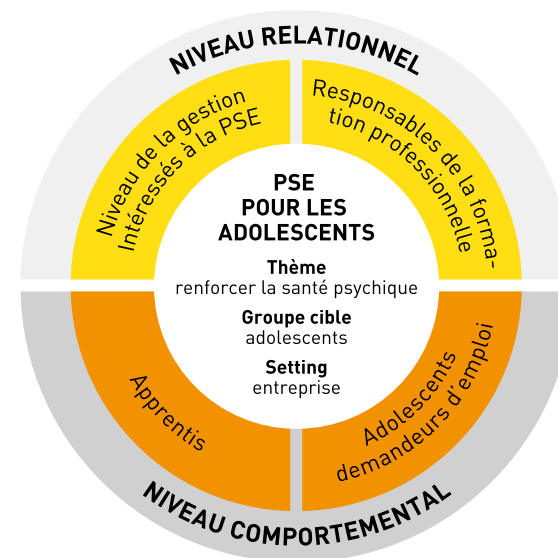 NIVEAU RELATIONNEL
Niveau de la gestion
Intéressés à la PSE
Responsables de la forma-
tion professionnelle
PSE
POUR LES
ADOLESCENTS
Thème
renforcer la santé psychique
Groupe cible
adolescents
Setting
entreprise
Apprentis
Adolescents
demandeurs d'emploi
NIVEAU COMPORTEMENTAL